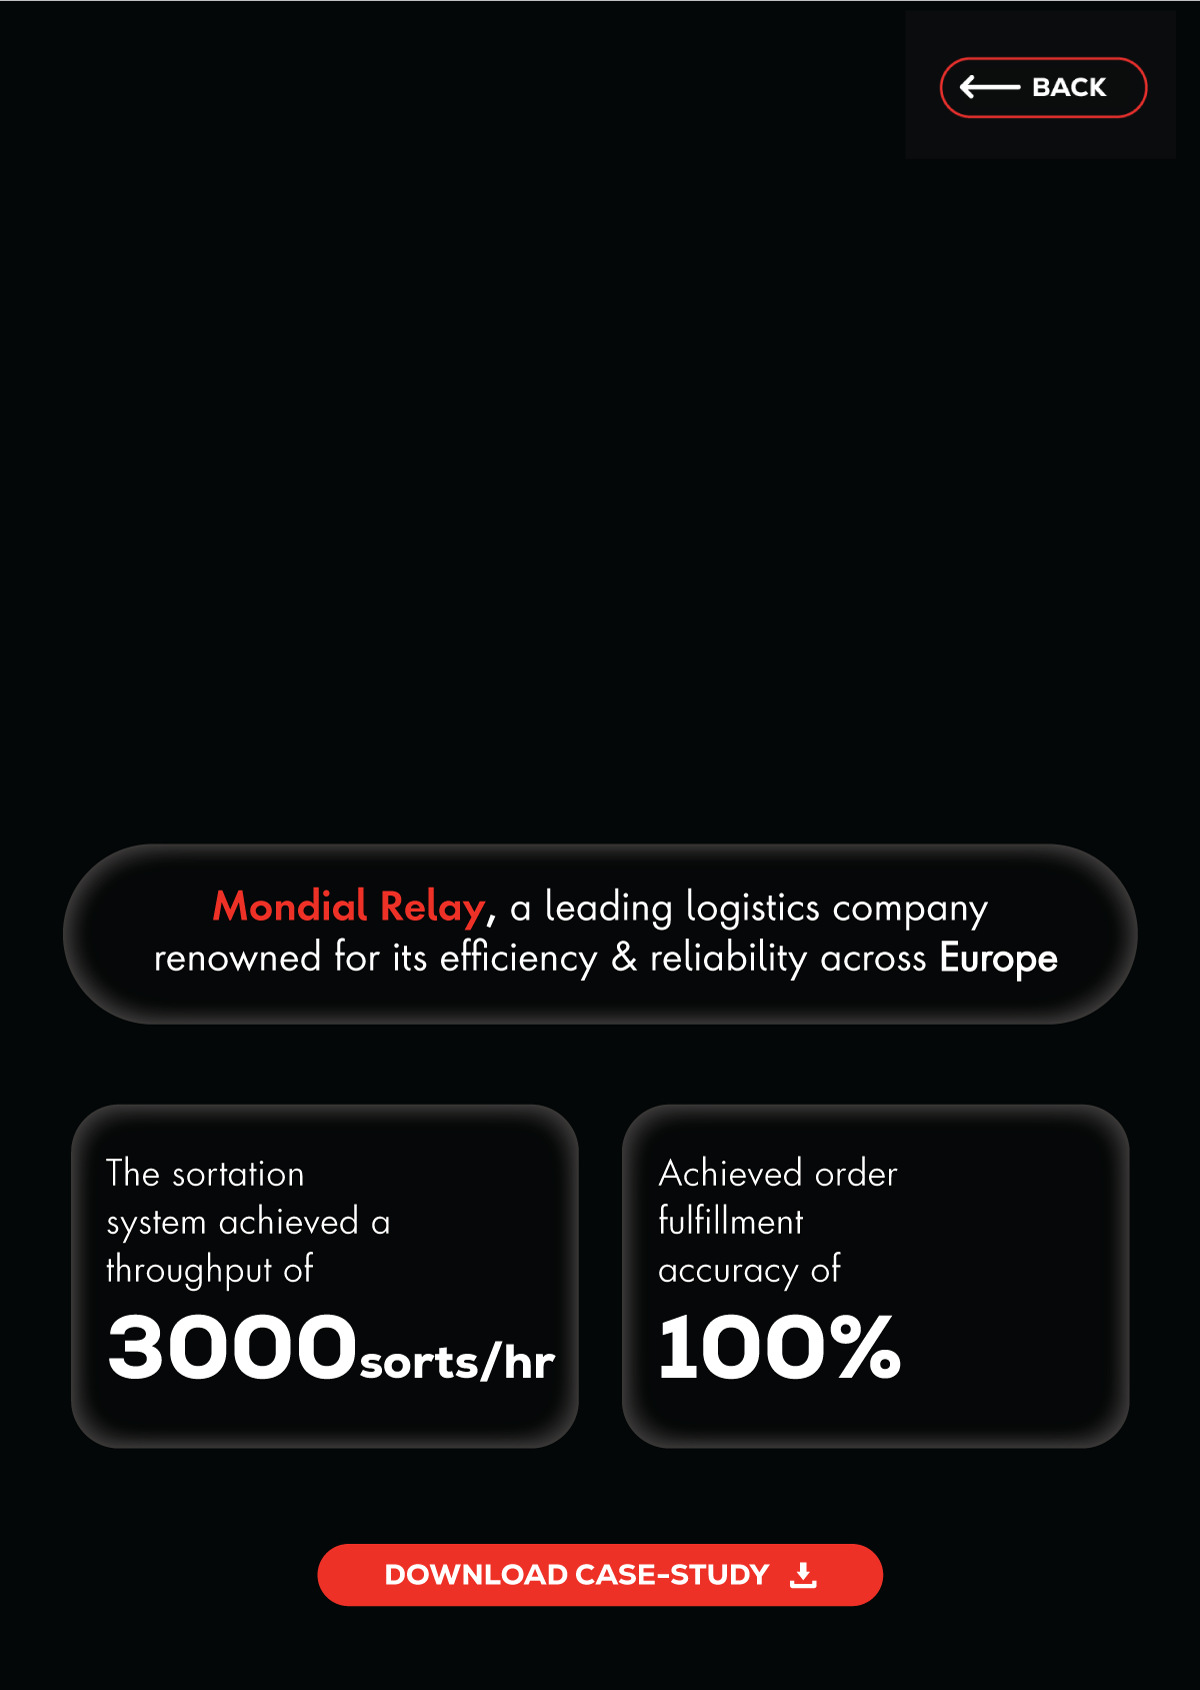 BACK
Mondial Relay, a leading logistics company
renowned for its efficiency & reliability across Europe
The sortation
system achieved a
throughput of
3000sorts/hr
Achieved order
fulfillment
accuracy of
100%
DOWNLOAD CASE-STUDY